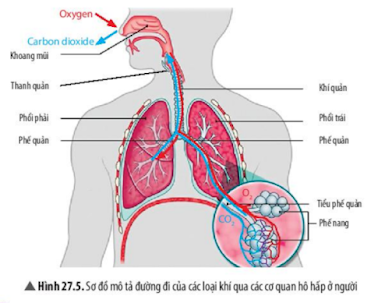 Oxygen
Carbon dioxide
Khoang mũi
Thanh quản
Khí quản
Phổi phải
Phổi trái
Phế quản
Phế quản
O₂
CO₂
Tiểu phế quản
Phế nang
▲ Hình 27.5. Sơ đồ mô tả đường đi của các loại khí qua các cơ quan hô hấp ở người